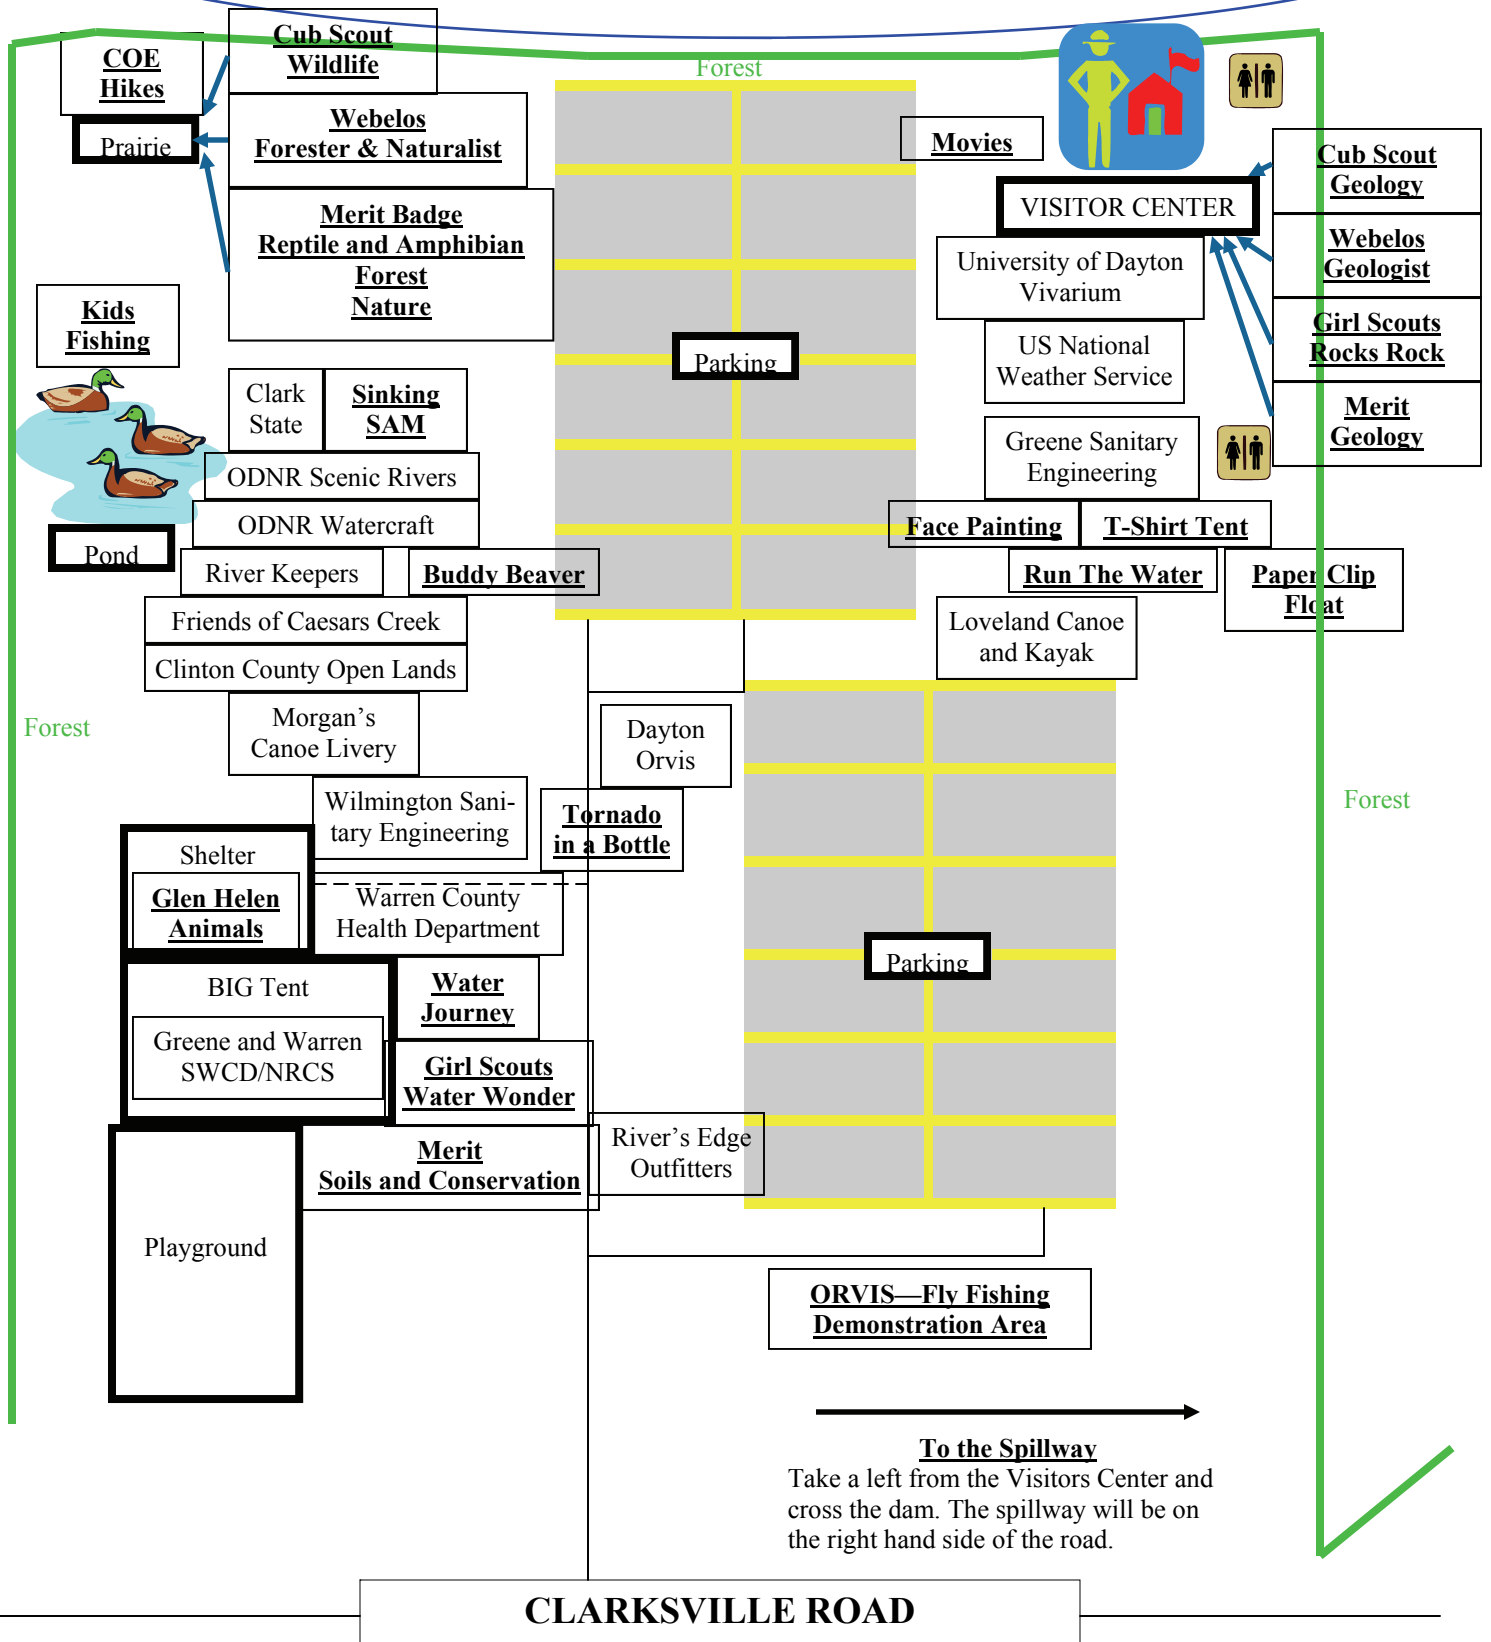 Cub Scout
Wildlife
COE
Hikes
Prairie
Webelos
Forester & Naturalist
Merit Badge
Reptile and Amphibian
Forest
Nature
Forest
Movies
VISITOR CENTER
Cub Scout
Geology
Webelos
Geologist
Girl Scouts
Rocks Rock
Merit
Geology
University of Dayton
Vivarium
US National
Weather Service
Greene Sanitary
Engineering
Kids
Fishing
Clark
State
Sinking
SAM
Parking
ODNR Scenic Rivers
ODNR Watercraft
Pond
River Keepers
Buddy Beaver
Friends of Caesars Creek
Clinton County Open Lands
Face Painting
T-Shirt Tent
Run The Water
Paper Clip
Float
Loveland Canoe
and Kayak
Forest
Morgan's
Canoe Livery
Dayton
Orvis
Forest
Wilmington Sani-
tary Engineering
Tornado
in a Bottle
Shelter
Glen Helen
Animals
Warren County
Health Department
Parking
BIG Tent
Greene and Warren
SWCD/NRCS
Water
Journey
Girl Scouts
Water Wonder
Merit
Soils and Conservation
River's Edge
Outfitters
Playground
ORVIS—Fly Fishing
Demonstration Area
To the Spillway
Take a left from the Visitors Center and
cross the dam. The spillway will be on
the right hand side of the road.
CLARKSVILLE ROAD